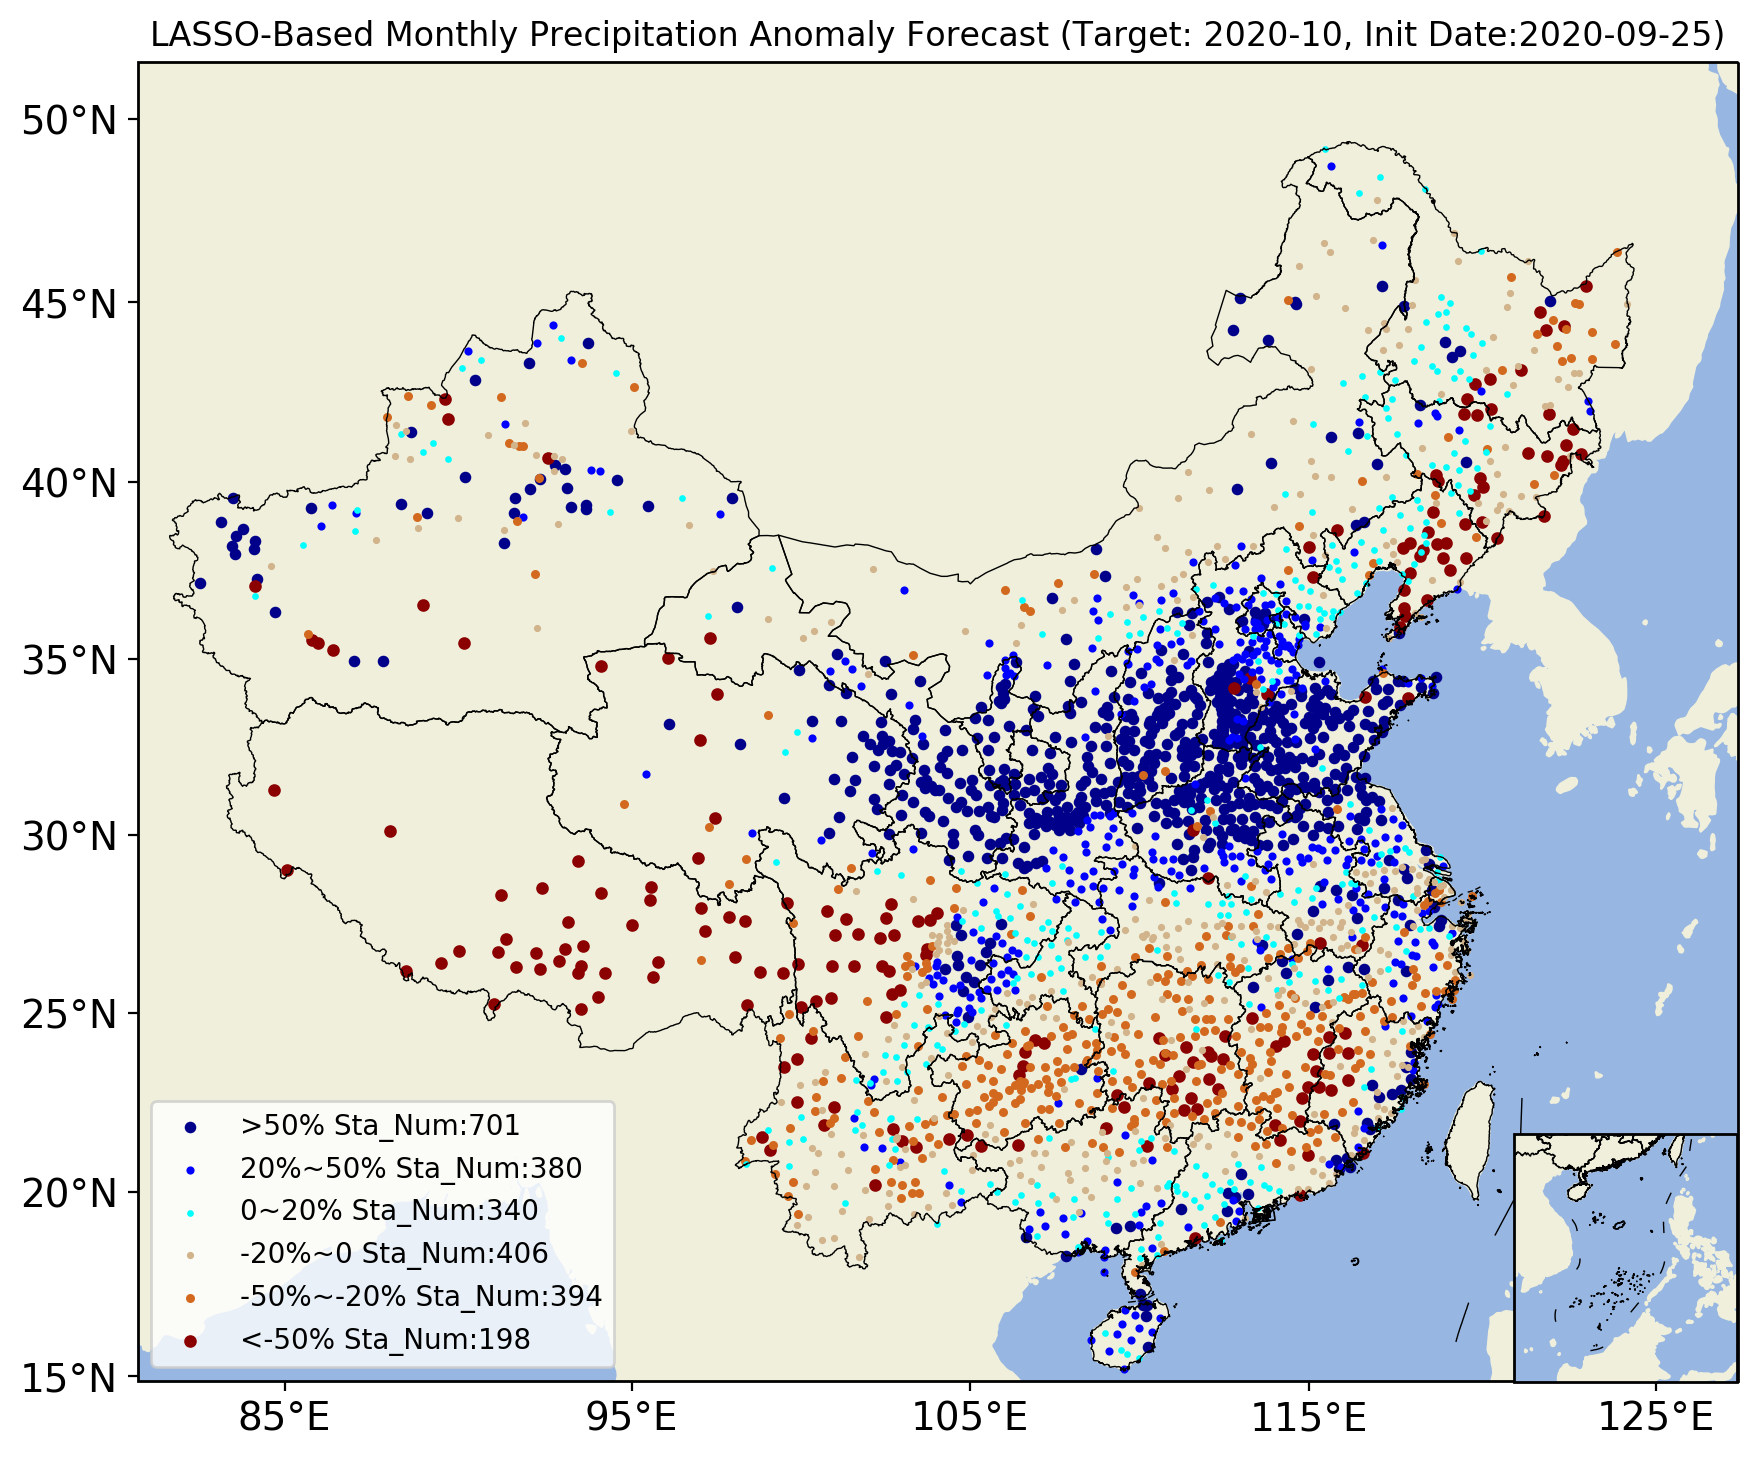 LASSO-Based Monthly Precipitation Anomaly Forecast (Target: 2020-10, Init Date:2020-09-25)
50°N
45°N
40°N
35°N
30°N
25°N
20°N
15°N
>50% Sta_Num:701
20%~50% Sta_Num:380
0~20% Sta_Num:340
-20%~0 Sta_Num:406
-50%~-20% Sta_Num:394
<-50% Sta_Num:198
85°E
95°E
105°E
115°E
125°E